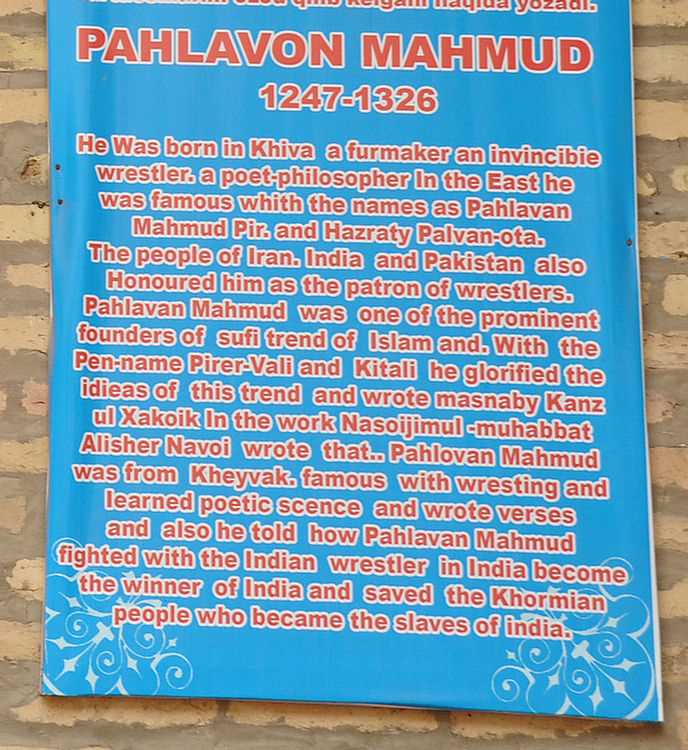 ozod qilib kelgani haqida yozadi.
PAHLAVON MAHMUD
1247-1326
He Was born in Khiva a furmaker an invincibie
wrestler. a poet-philosopher In the East he
was famous whith the names as Pahlavan
Mahmud Pir. and Hazraty Palvan-ota.
The people of Iran. India and Pakistan also
Honoured him as the patron of wrestlers.
Pahlavan Mahmud was one of the prominent
founders of sufi trend of Islam and. With the
Pen-name Pirer-Vali and Kitali he glorified the
idieas of this trend and wrote masnaby Kanz
ul Xakoik In the work Nasoijimul -muhabbat
Alisher Navoi wrote that.. Pahlovan Mahmud
was from Kheyvak. famous with wresting and
learned poetic scence and wrote verses
and also he told how Pahlavan Mahmud
fighted with the Indian wrestler in India become
the winner of India and saved the Khormian
people who became the slaves of india.